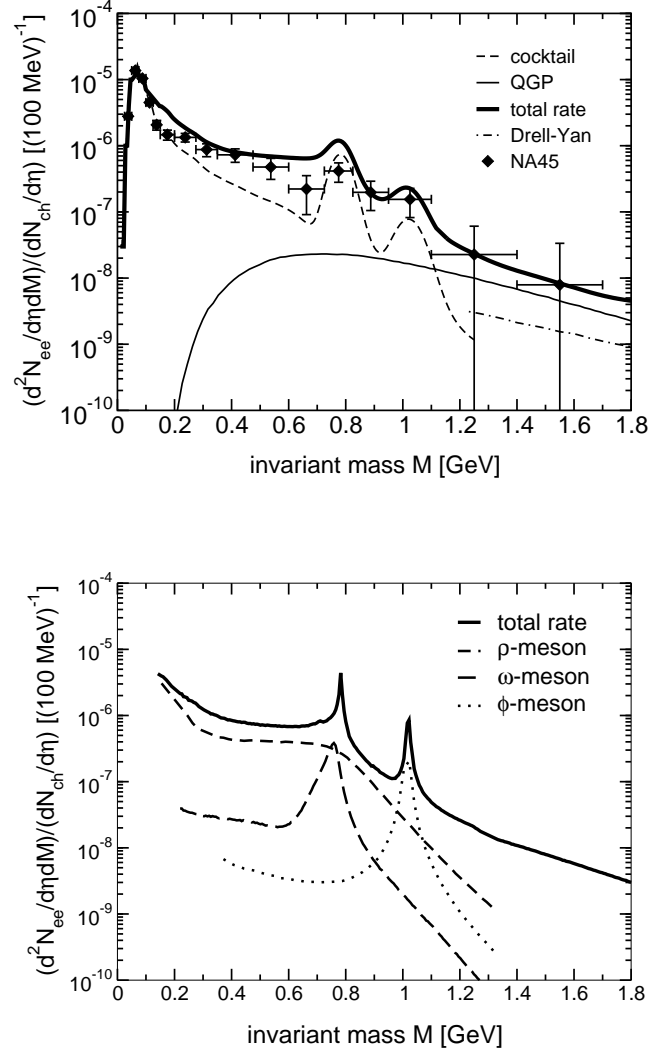 10⁻⁴
10⁻⁵
10⁻⁶
10⁻⁷
10⁻⁸
10⁻⁹
10⁻¹⁰
(d²N_ee/dηdM)/(dN_ch/dη) [(100 MeV)⁻¹]
cocktail
QGP
total rate
Drell-Yan
NA45
0 0.2 0.4 0.6 0.8 1 1.2 1.4 1.6 1.8
invariant mass M [GeV]
10⁻⁴
10⁻⁵
10⁻⁶
10⁻⁷
10⁻⁸
10⁻⁹
10⁻¹⁰
(d²N_ee/dηdM)/(dN_ch/dη) [(100 MeV)⁻¹]
total rate
ρ-meson
ω-meson
ϕ-meson
0 0.2 0.4 0.6 0.8 1 1.2 1.4 1.6 1.8
invariant mass M [GeV]